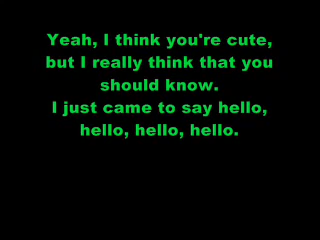 Yeah, I think you're cute,
but I really think that you
should know.
I just came to say hello,
hello, hello, hello.